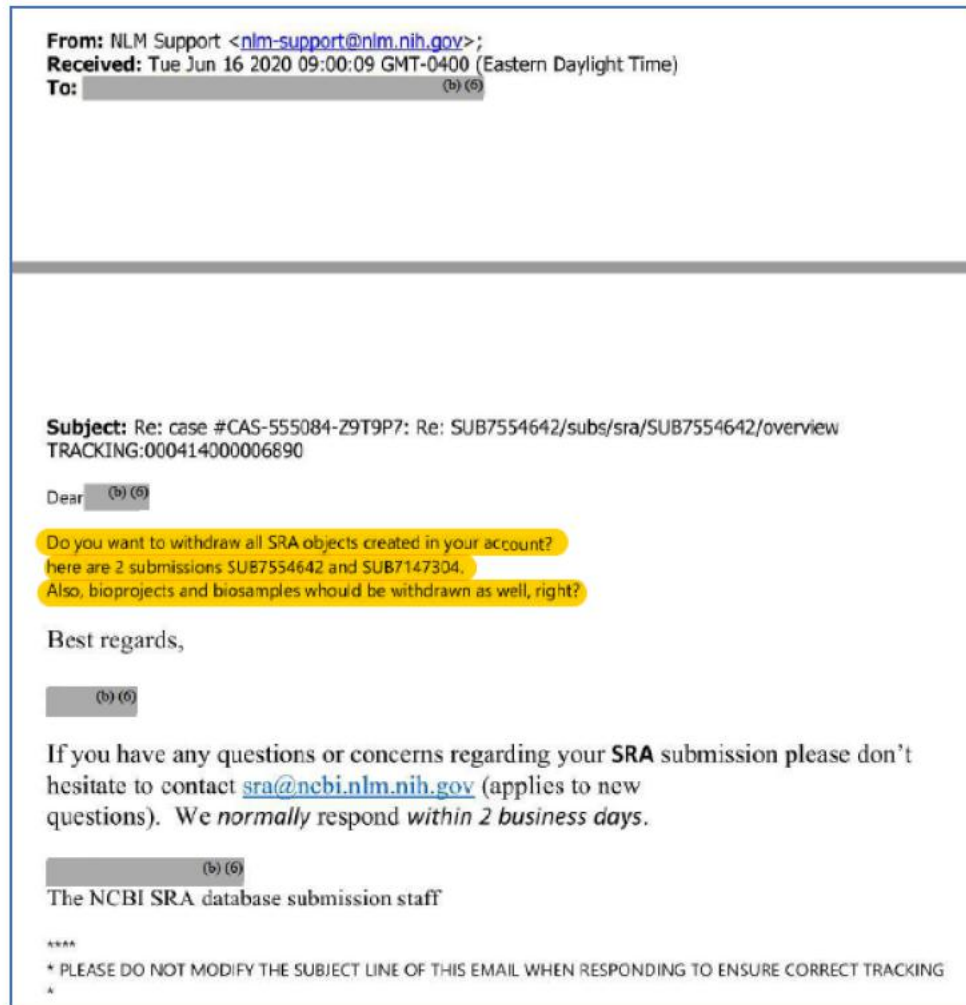 From: NLM Support <nlm-support@nlm.nih.gov>;
Received: Tue Jun 16 2020 09:00:09 GMT-0400 (Eastern Daylight Time)
To: (b) (6)
Subject: Re: case #CAS-555084-Z9T9P7: Re: SUB7554642/subs/sra/SUB7554642/overview
TRACKING:000414000006890
Dear (b) (6)
Do you want to withdraw all SRA objects created in your account?
here are 2 submissions SUB7554642 and SUB7147304.
Also, bioprojects and biosamples whould be withdrawn as well, right?
Best regards,
(b) (6)
If you have any questions or concerns regarding your SRA submission please don't
hesitate to contact sra@ncbi.nlm.nih.gov (applies to new
questions). We normally respond within 2 business days.
(b) (6)
The NCBI SRA database submission staff
****
* PLEASE DO NOT MODIFY THE SUBJECT LINE OF THIS EMAIL WHEN RESPONDING TO ENSURE CORRECT TRACKING
*